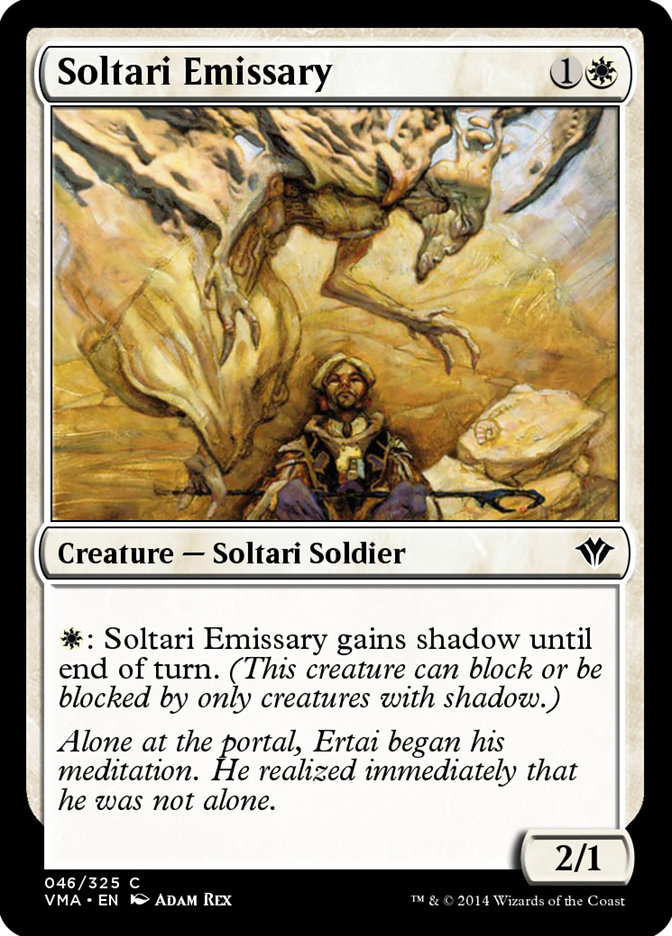 Soltari Emissary 1
Creature — Soltari Soldier
: Soltari Emissary gains shadow until
end of turn. (This creature can block or be
blocked by only creatures with shadow.)
Alone at the portal, Ertai began his
meditation. He realized immediately that
he was not alone.
2/1
046/325 C
VMA • EN Adam Rex
™ & © 2014 Wizards of the Coast